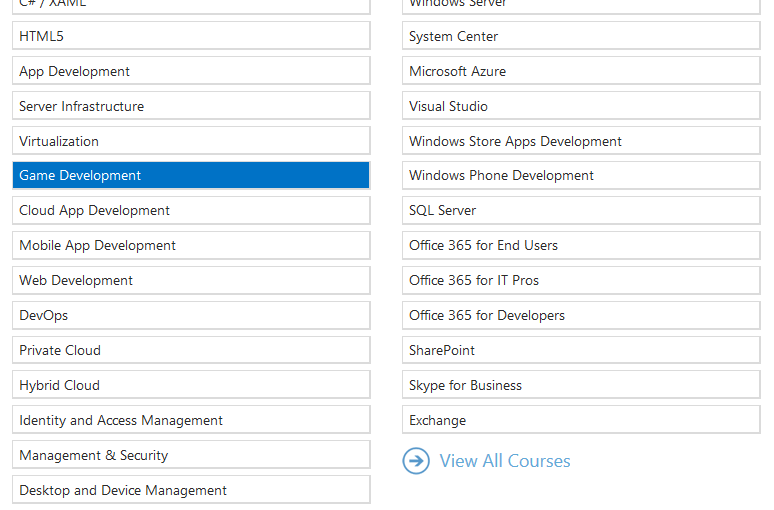 C# / XAML
HTML5
App Development
Server Infrastructure
Virtualization
Game Development
Cloud App Development
Mobile App Development
Web Development
DevOps
Private Cloud
Hybrid Cloud
Identity and Access Management
Management & Security
Desktop and Device Management
Windows Server
System Center
Microsoft Azure
Visual Studio
Windows Store Apps Development
Windows Phone Development
SQL Server
Office 365 for End Users
Office 365 for IT Pros
Office 365 for Developers
SharePoint
Skype for Business
Exchange
View All Courses